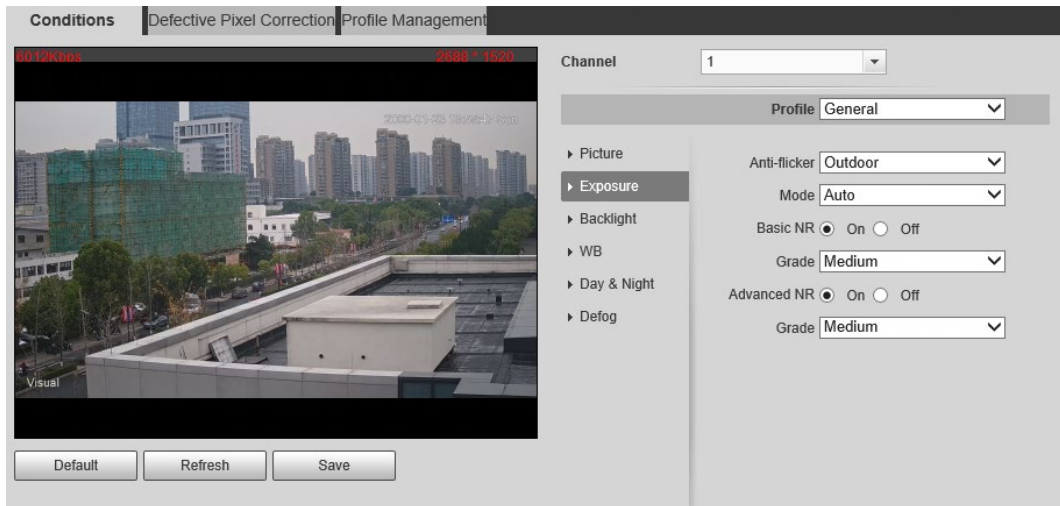 Conditions
Defective Pixel Correction
Profile Management
6012Kbps
2688 * 1520
Visual
Default
Refresh
Save
Channel
1
Profile
General
Picture
Exposure
Backlight
WB
Day & Night
Defog
Anti-flicker
Outdoor
Mode
Auto
Basic NR
On
Off
Grade
Medium
Advanced NR
On
Off
Grade
Medium